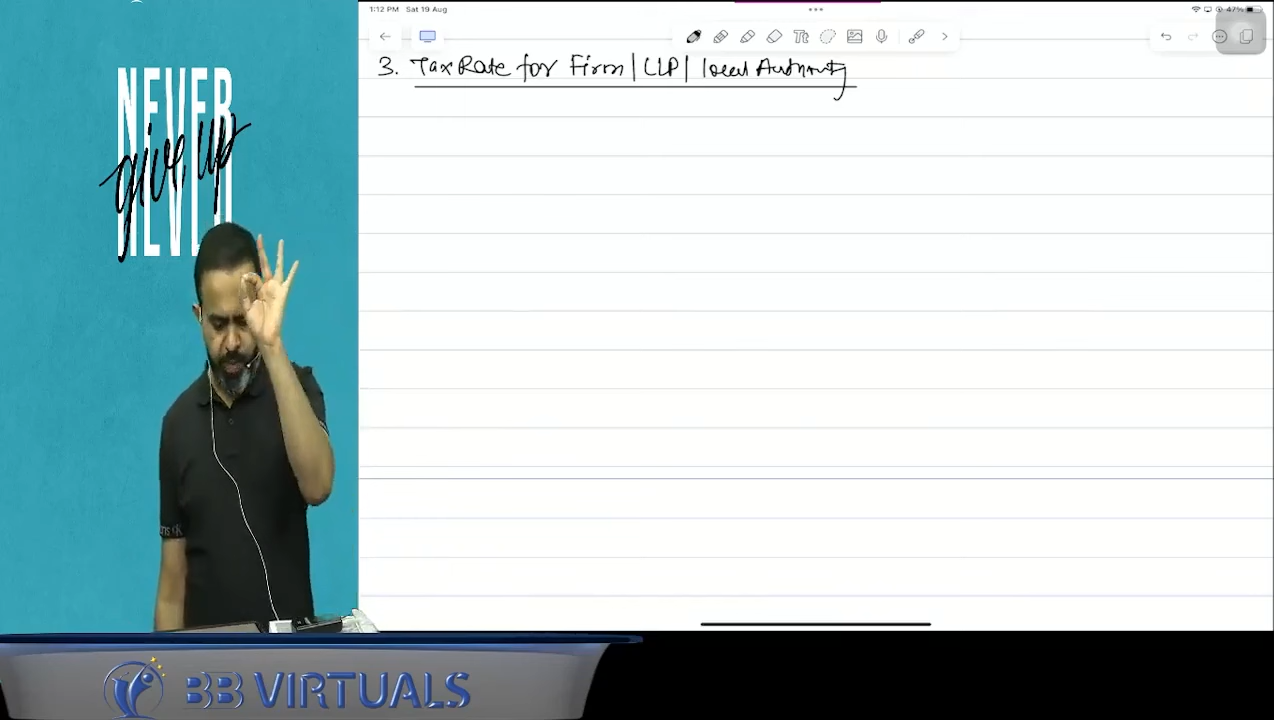 1:12 PM Sat 19 Aug
47%
3. Tax Rate for Firm | LLP | local Authority
NEVER
give up
NEVER
BB VIRTUALS